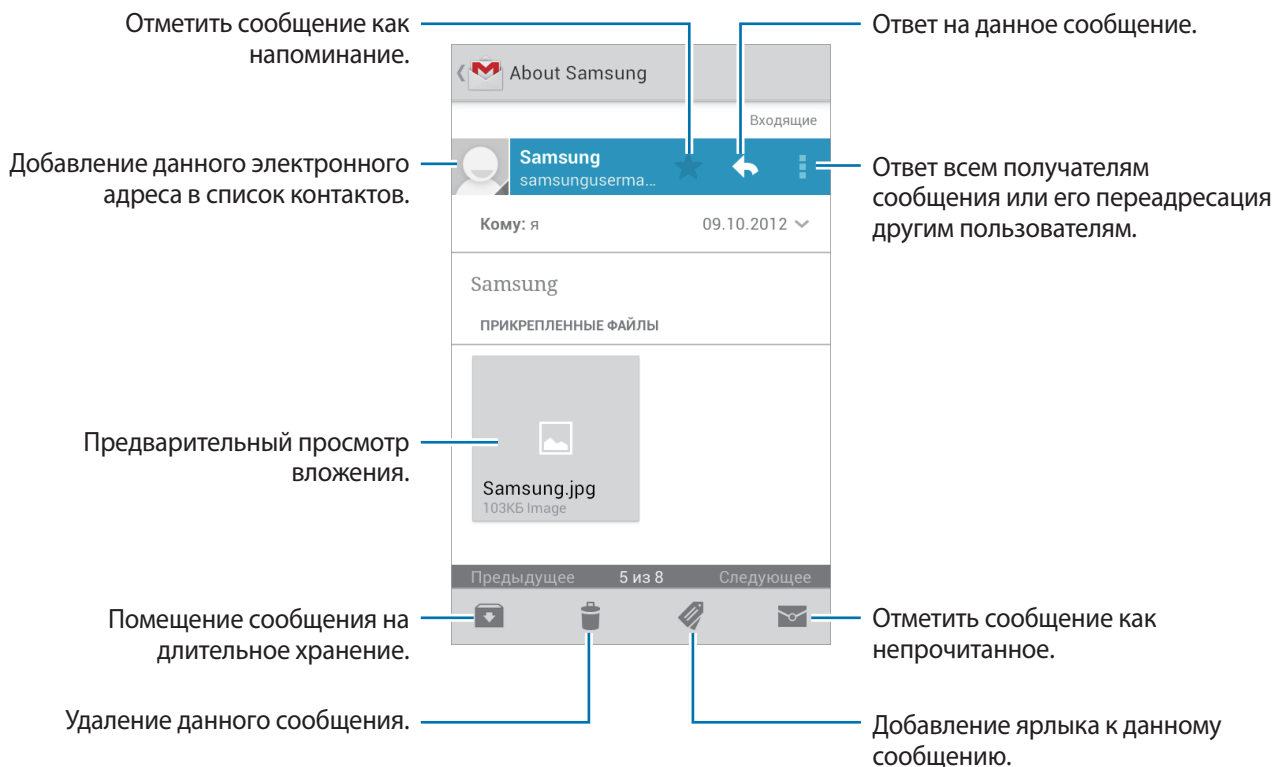 Отметить сообщение как
напоминание.
Ответ на данное сообщение.
About Samsung
Входящие
Добавление данного электронного
адреса в список контактов.
Samsung
samsunguserma...
Ответ всем получателям
сообщения или его переадресация
другим пользователям.
Кому: я 09.10.2012
Samsung
ПРИКРЕПЛЕННЫЕ ФАЙЛЫ
Предварительный просмотр
вложения.
Samsung.jpg
103КБ Image
Предыдущее 5 из 8 Следующее
Помещение сообщения на
длительное хранение.
Отметить сообщение как
непрочитанное.
Удаление данного сообщения.
Добавление ярлыка к данному
сообщению.